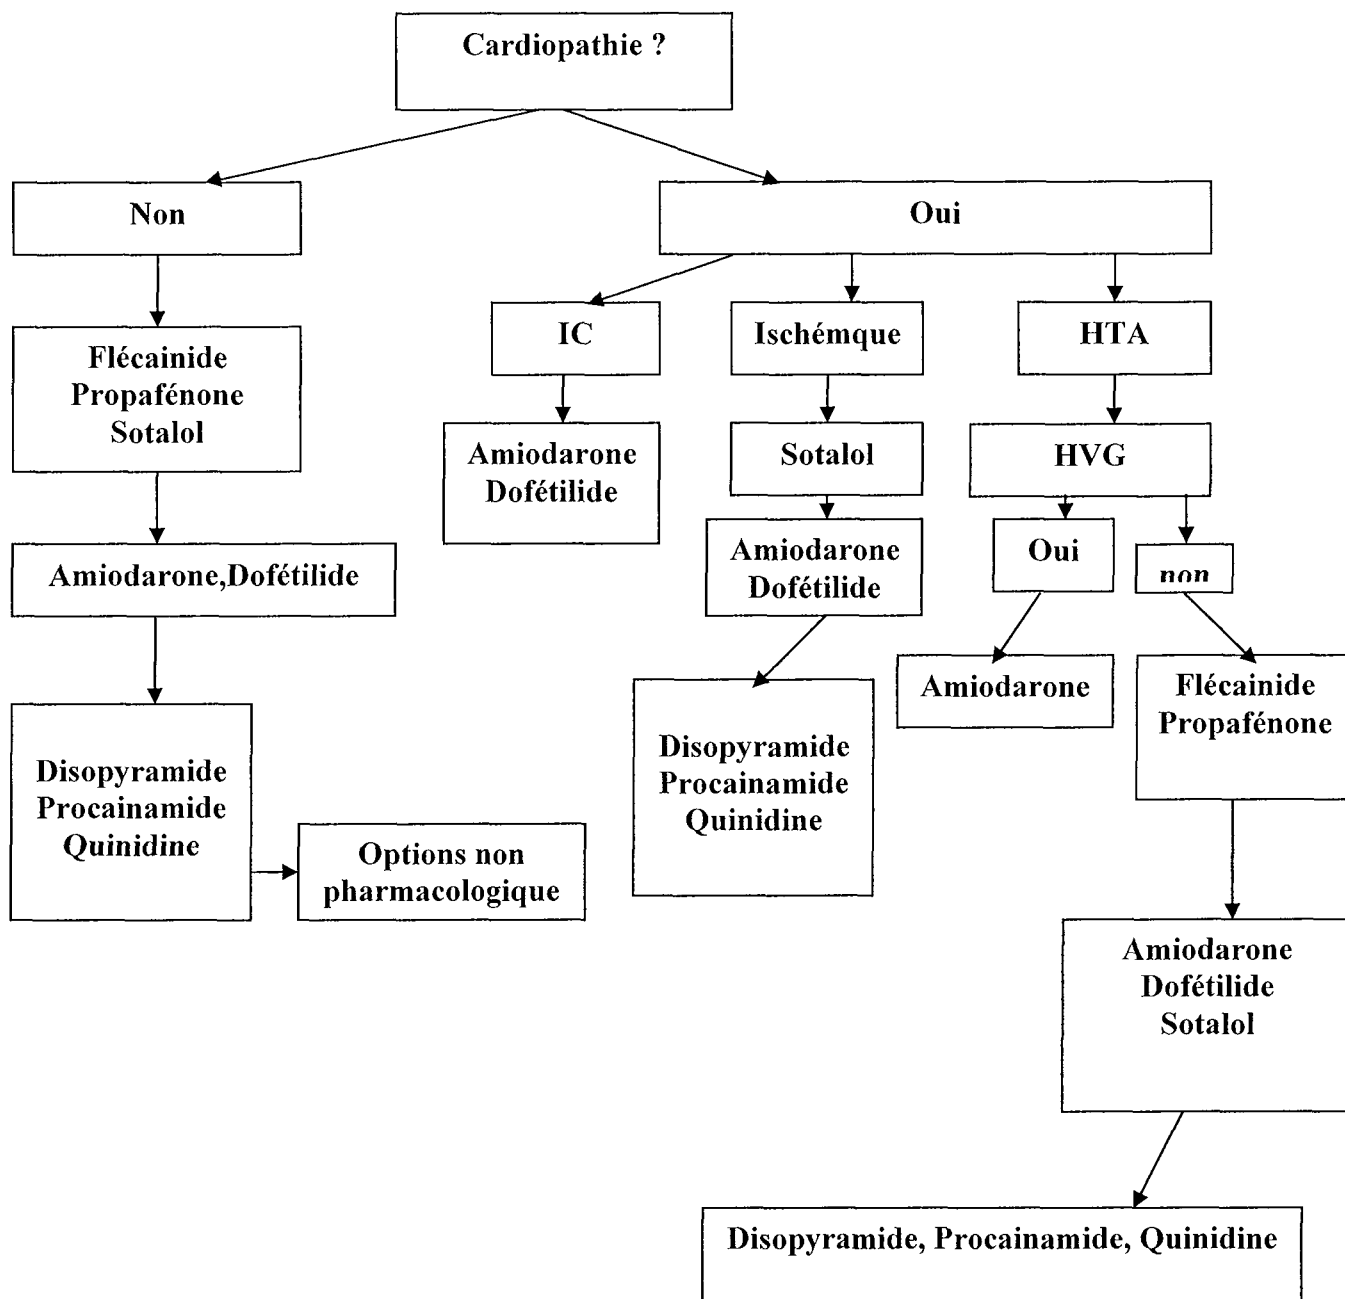 Cardiopathie ?
Non
Oui
IC
Ischémque
HTA
Flécainide
Propafénone
Sotalol
Amiodarone
Dofétilide
Sotalol
HVG
Amiodarone,Dofétilide
Amiodarone
Dofétilide
Oui
non
Disopyramide
Procainamide
Quinidine
Options non
pharmacologique
Disopyramide
Procainamide
Quinidine
Amiodarone
Flécainide
Propafénone
Amiodarone
Dofétilide
Sotalol
Disopyramide, Procainamide, Quinidine